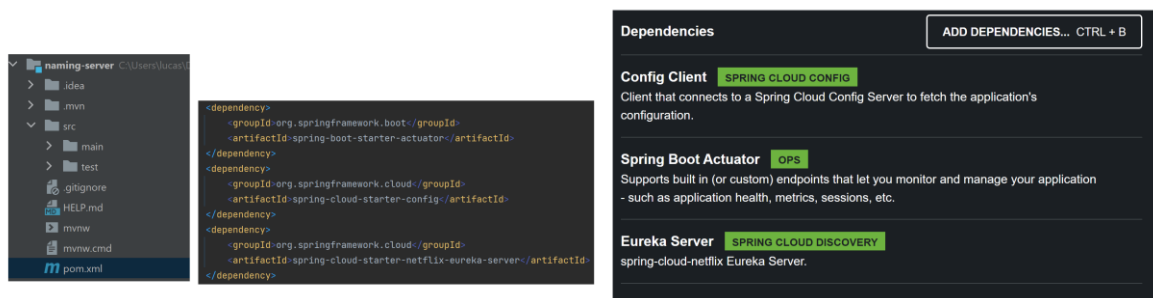 naming-server C:\Users\lucas\D
.idea
.mvn
src
main
test
.gitignore
HELP.md
mvnw
mvnw.cmd
pom.xml
<dependency>
<groupId>org.springframework.boot</groupId>
<artifactId>spring-boot-starter-actuator</artifactId>
</dependency>
<dependency>
<groupId>org.springframework.cloud</groupId>
<artifactId>spring-cloud-starter-config</artifactId>
</dependency>
<dependency>
<groupId>org.springframework.cloud</groupId>
<artifactId>spring-cloud-starter-netflix-eureka-server</artifactId>
</dependency>
Dependencies
ADD DEPENDENCIES... CTRL + B
Config Client SPRING CLOUD CONFIG
Client that connects to a Spring Cloud Config Server to fetch the application's
configuration.
Spring Boot Actuator OPS
Supports built in (or custom) endpoints that let you monitor and manage your application
- such as application health, metrics, sessions, etc.
Eureka Server SPRING CLOUD DISCOVERY
spring-cloud-netflix Eureka Server.